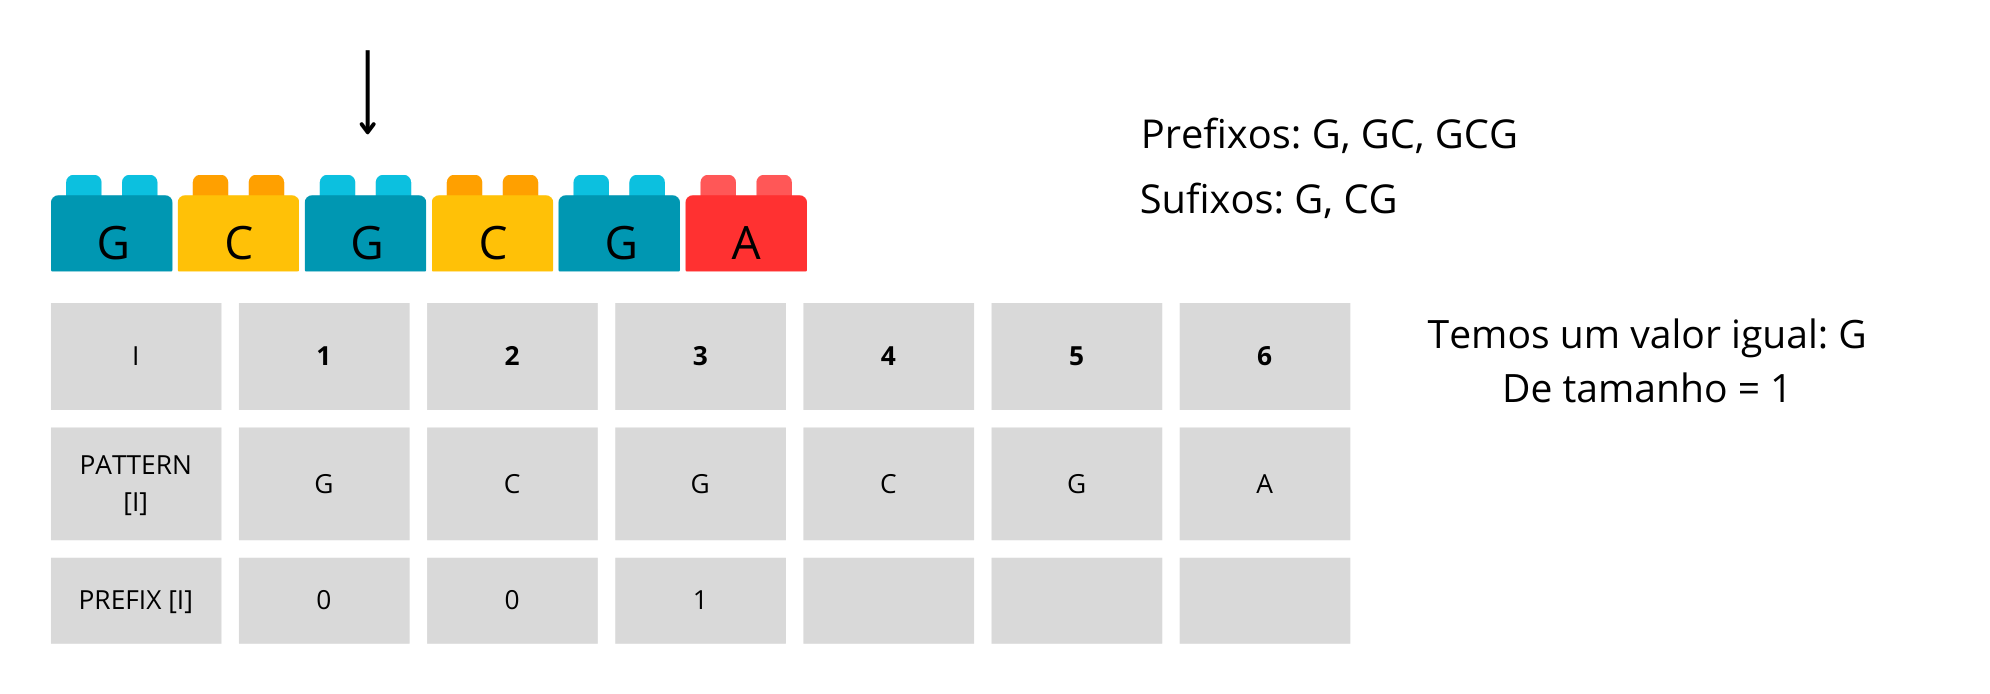 Prefixos: G, GC, GCG
Sufixos: G, CG
G C G C G A
I 1 2 3 4 5 6
Temos um valor igual: G
De tamanho = 1
PATTERN
[I] G C G C G A
PREFIX [I] 0 0 1